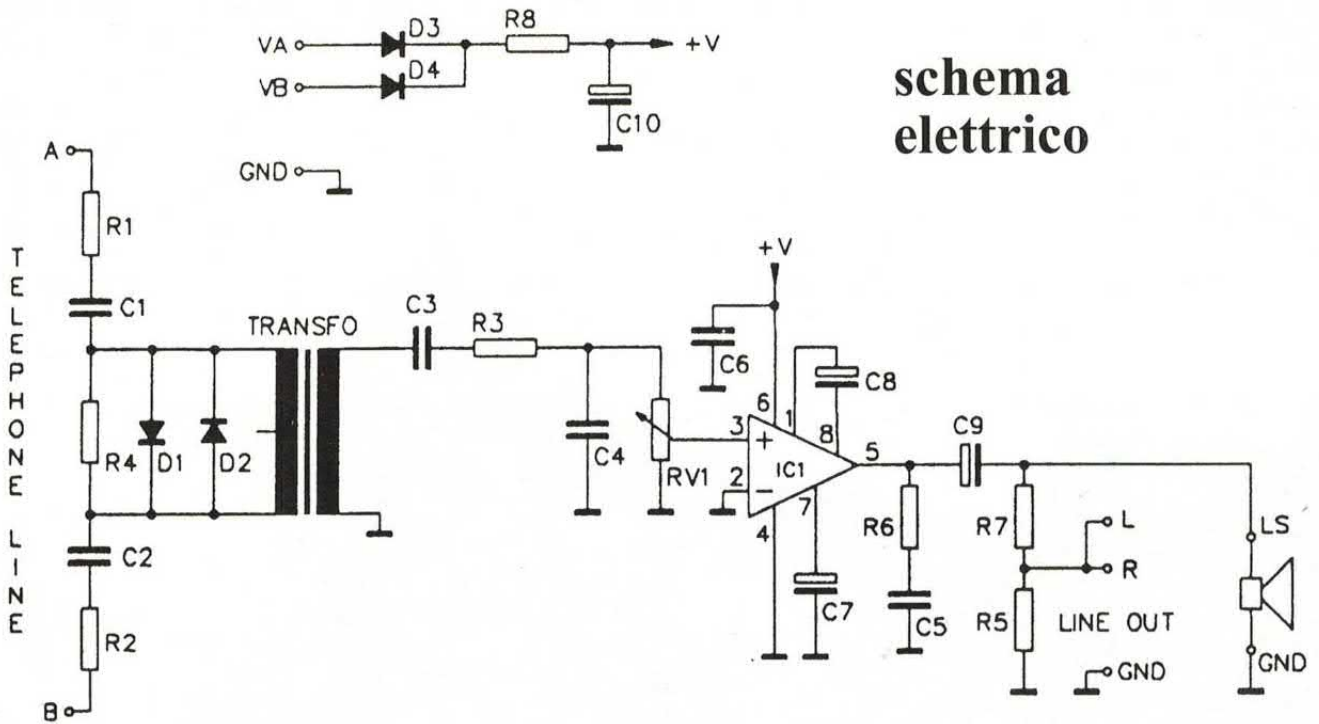 schema
elettrico
VA
D3
R8
+V
VB
D4
C10
GND
A
R1
C1
TELEPHONE LINE
TRANSFO
C3
R3
+V
C6
C8
R4
D1
D2
C4
RV1
3
+
6
1
8
2
-
IC1
5
7
4
C9
C2
R2
B
C7
R6
C5
R7
R5
L
R
LINE OUT
GND
LS
GND